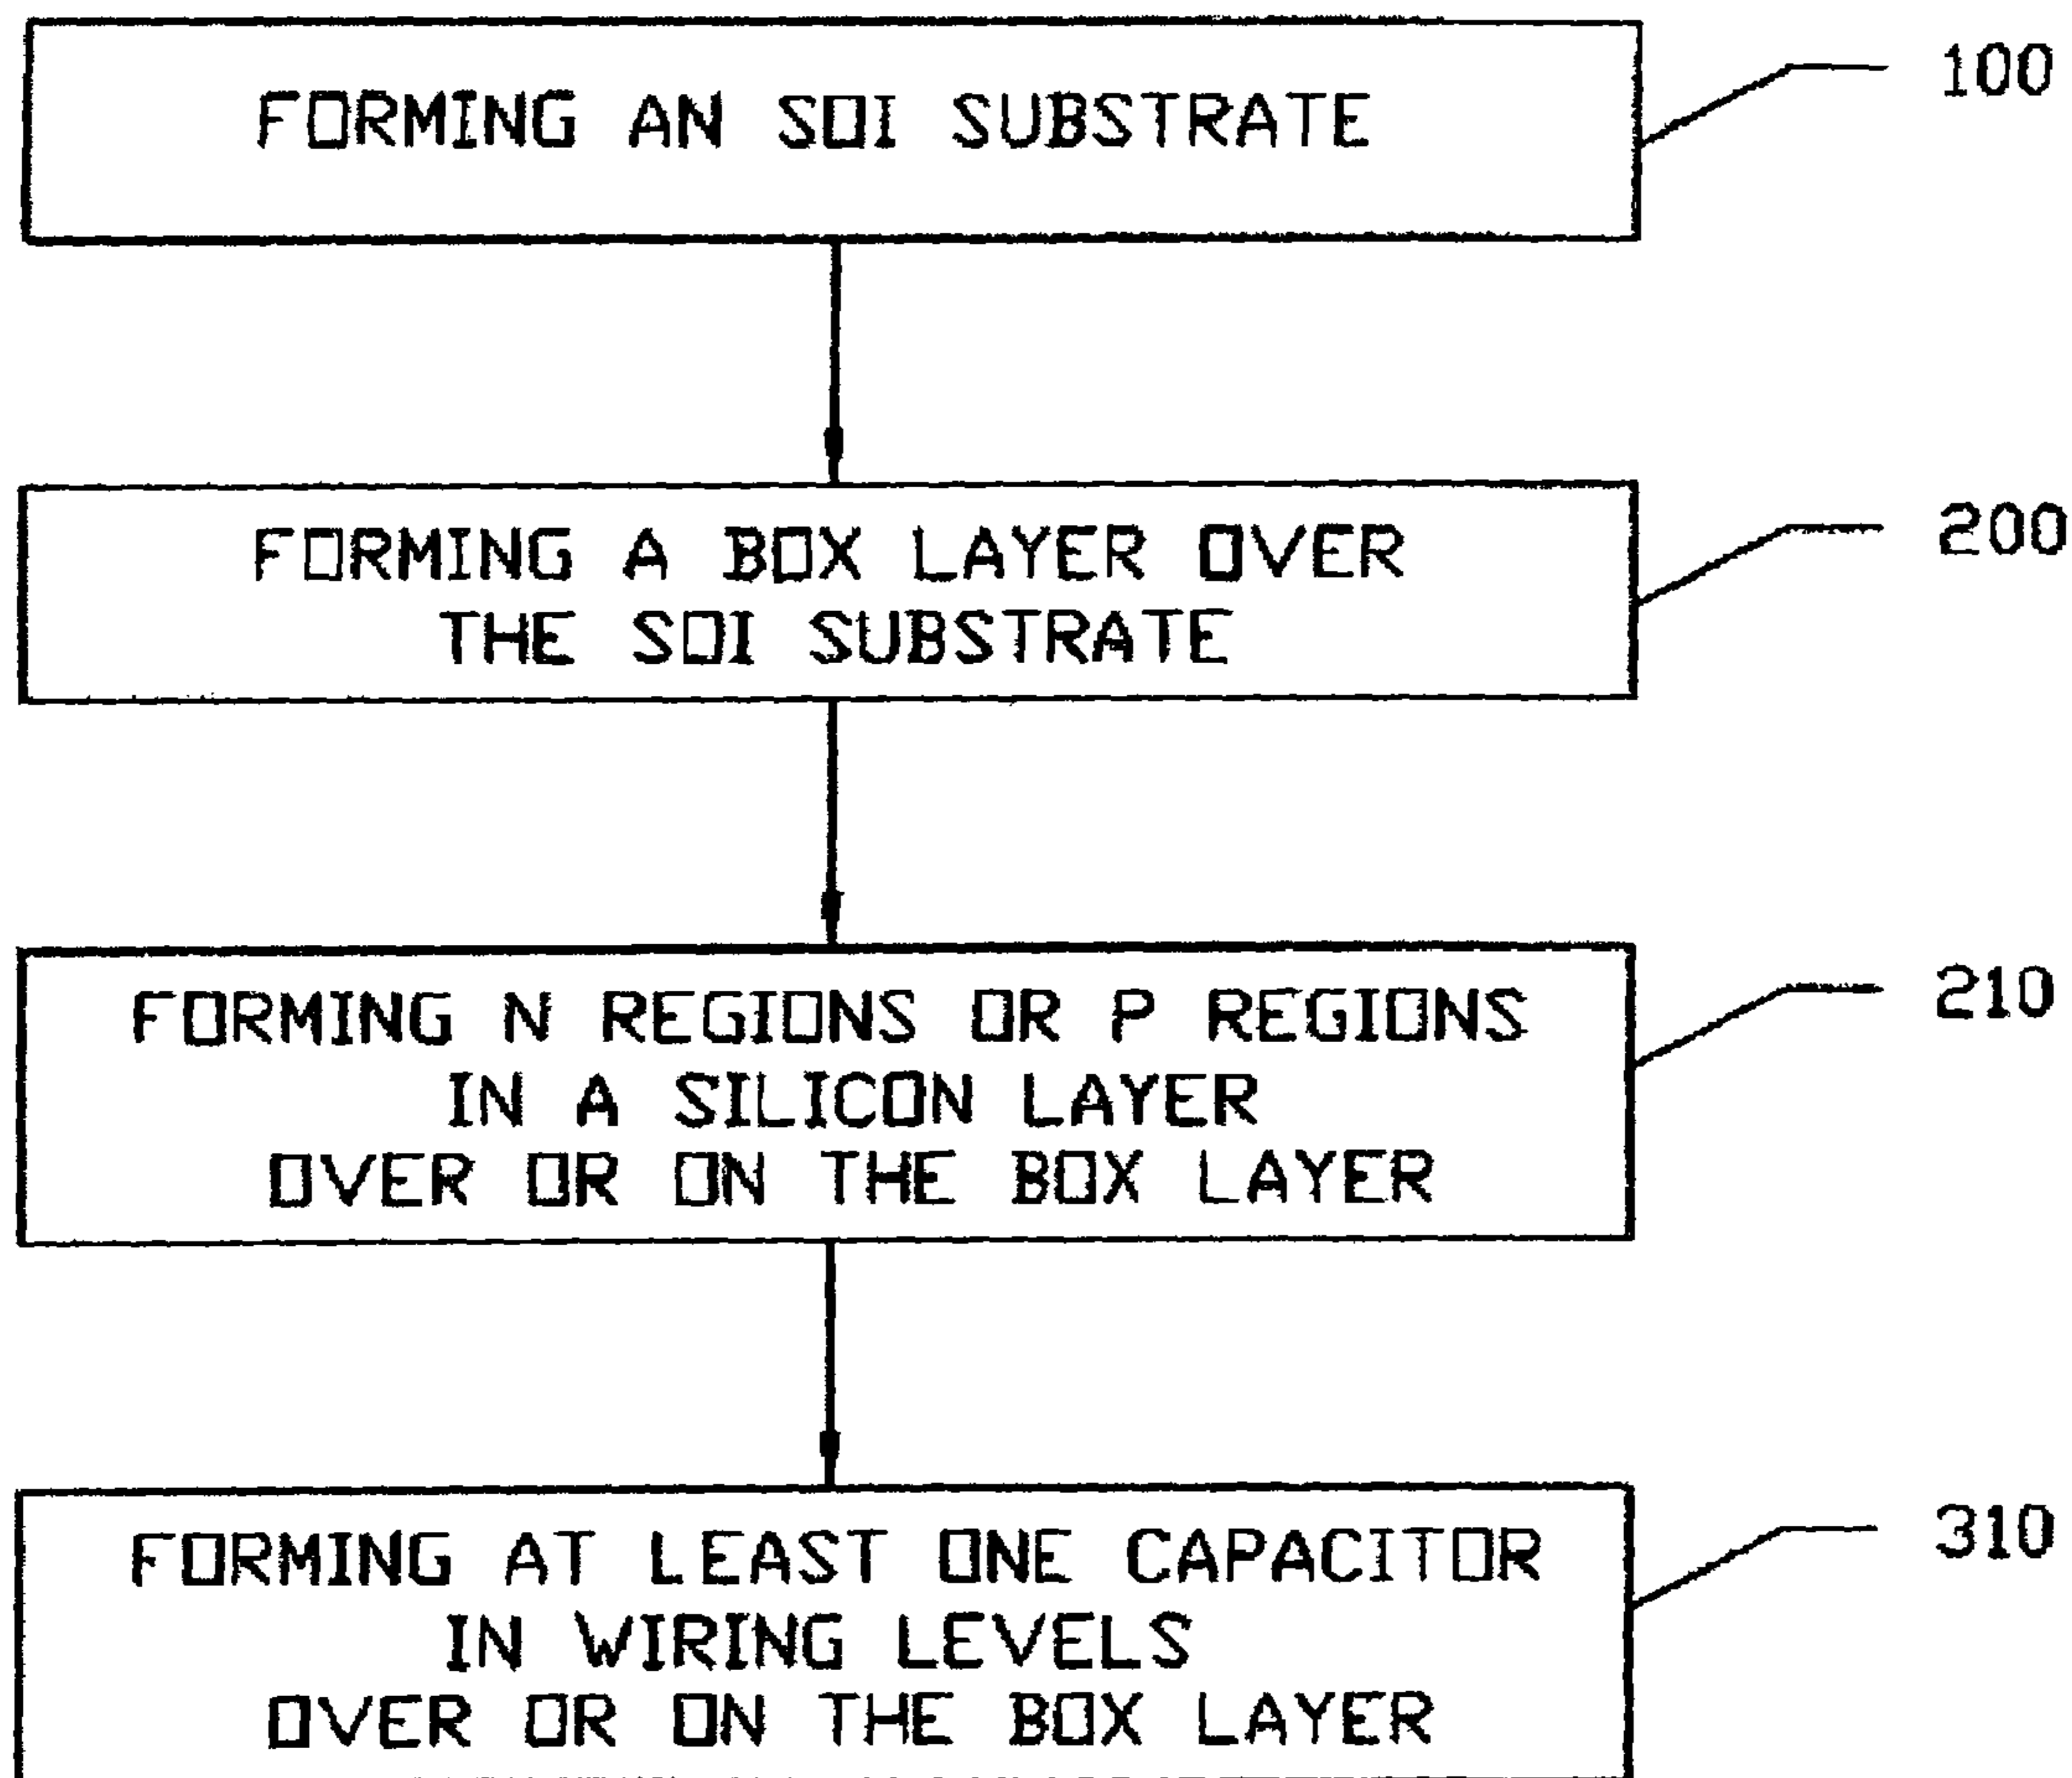 FORMING AN SOI SUBSTRATE
100
FORMING A BOX LAYER OVER
THE SOI SUBSTRATE
200
FORMING N REGIONS OR P REGIONS
IN A SILICON LAYER
OVER OR ON THE BOX LAYER
210
FORMING AT LEAST ONE CAPACITOR
IN WIRING LEVELS
OVER OR ON THE BOX LAYER
310